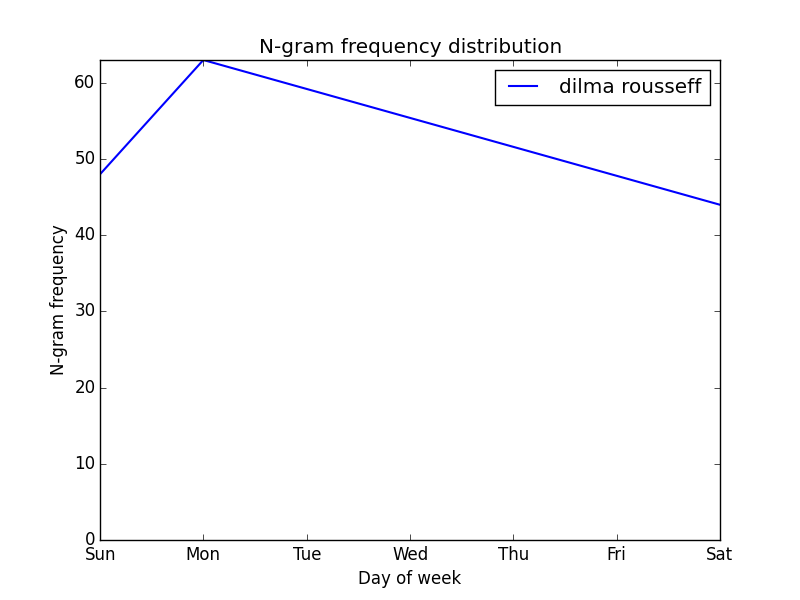 N-gram frequency distribution
dilma rousseff
60
50
40
30
20
10
0
N-gram frequency
Sun Mon Tue Wed Thu Fri Sat
Day of week